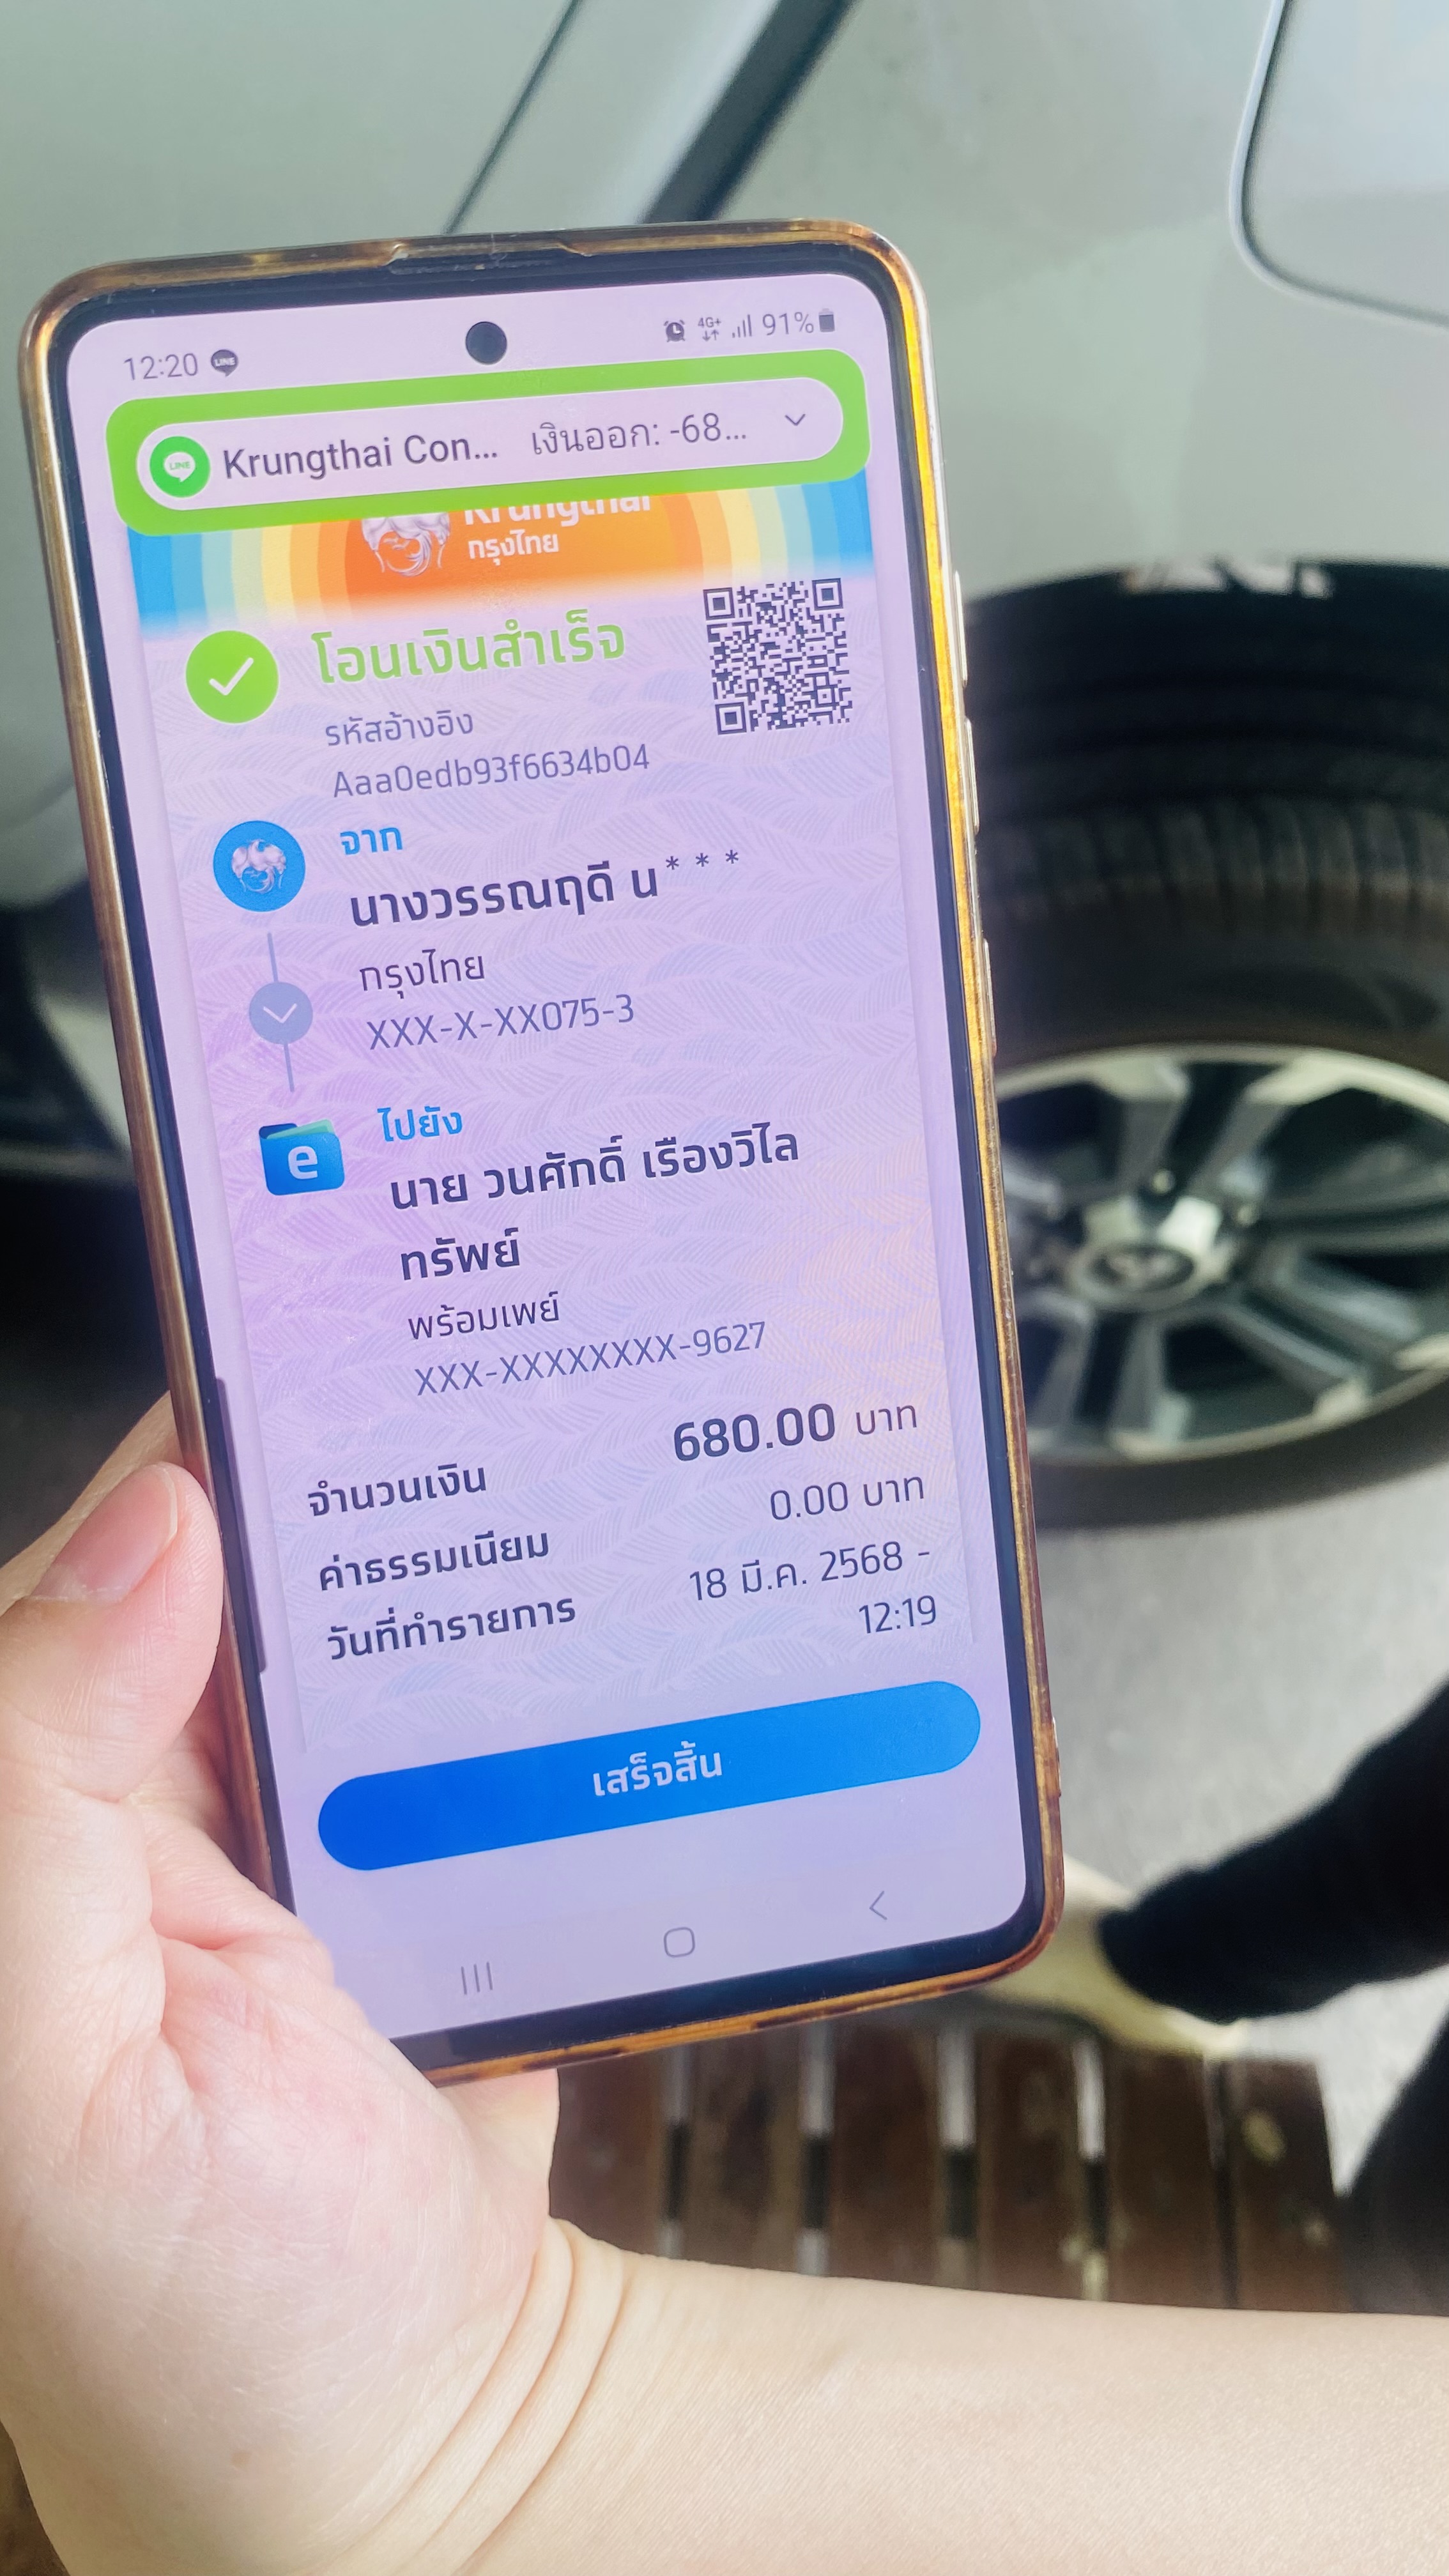 12:20 LINE 4G+ 91%
LINE Krungthai Con... เงินออก: -68...
Krungthai
กรุงไทย
โอนเงินสำเร็จ
รหัสอ้างอิง
Aaa0edb93f6634b04
จาก
นางวรรณฤดี น***
กรุงไทย
XXX-X-XX075-3
ไปยัง
e
นาย วนศักดิ์ เรืองวิไล
ทรัพย์
พร้อมเพย์
XXX-XXXXXXXX-9627
จำนวนเงิน 680.00 บาท
ค่าธรรมเนียม 0.00 บาท
วันที่ทำรายการ 18 มี.ค. 2568 -
12:19
เสร็จสิ้น